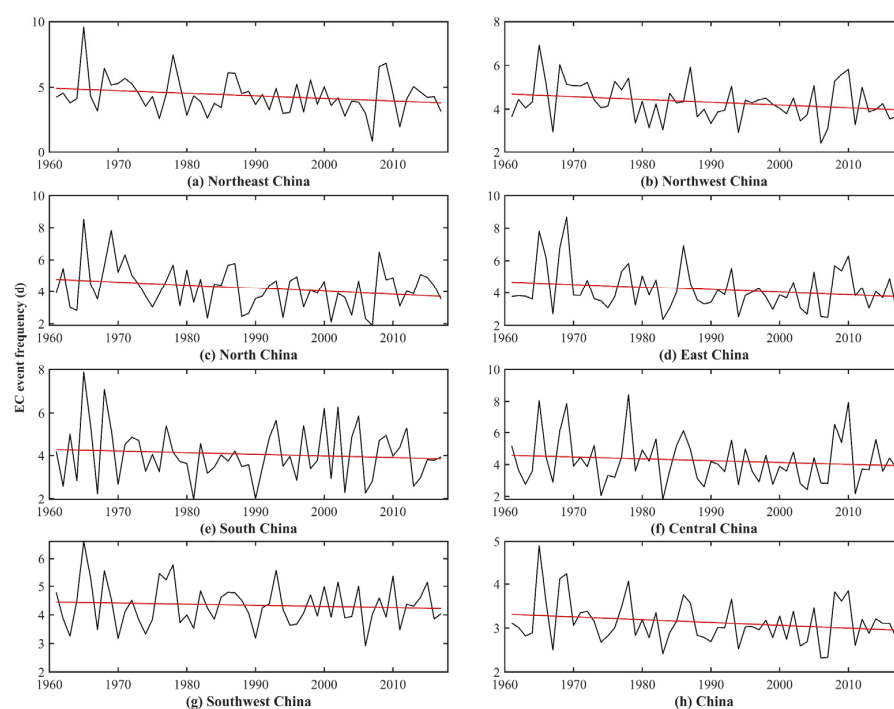 EC event frequency (d)
10
5
0
1960 1970 1980 1990 2000 2010
(a) Northeast China
8
6
4
2
1960 1970 1980 1990 2000 2010
(b) Northwest China
10
8
6
4
2
1960 1970 1980 1990 2000 2010
(c) North China
10
8
6
4
2
1960 1970 1980 1990 2000 2010
(d) East China
8
6
4
2
1960 1970 1980 1990 2000 2010
(e) South China
10
8
6
4
2
1960 1970 1980 1990 2000 2010
(f) Central China
6
5
4
3
2
1960 1970 1980 1990 2000 2010
(g) Southwest China
5
4
3
2
1960 1970 1980 1990 2000 2010
(h) China